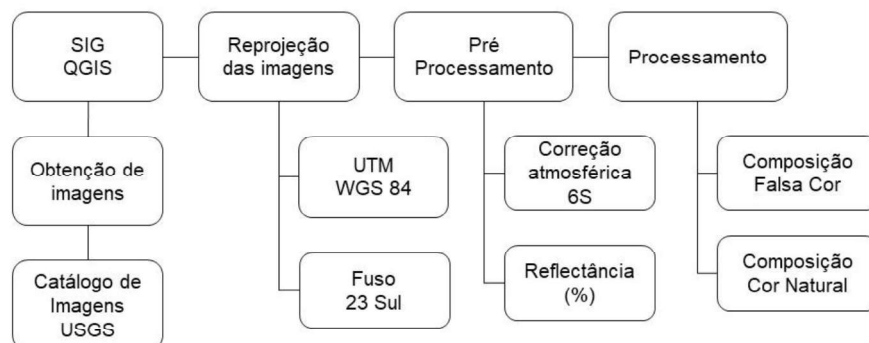 SIG
QGIS
Reprojeção
das imagens
Pré
Processamento
Processamento
Obtenção de
imagens
UTM
WGS 84
Correção
atmosférica
6S
Composição
Falsa Cor
Catálogo de
Imagens
USGS
Fuso
23 Sul
Reflectância
(%)
Composição
Cor Natural